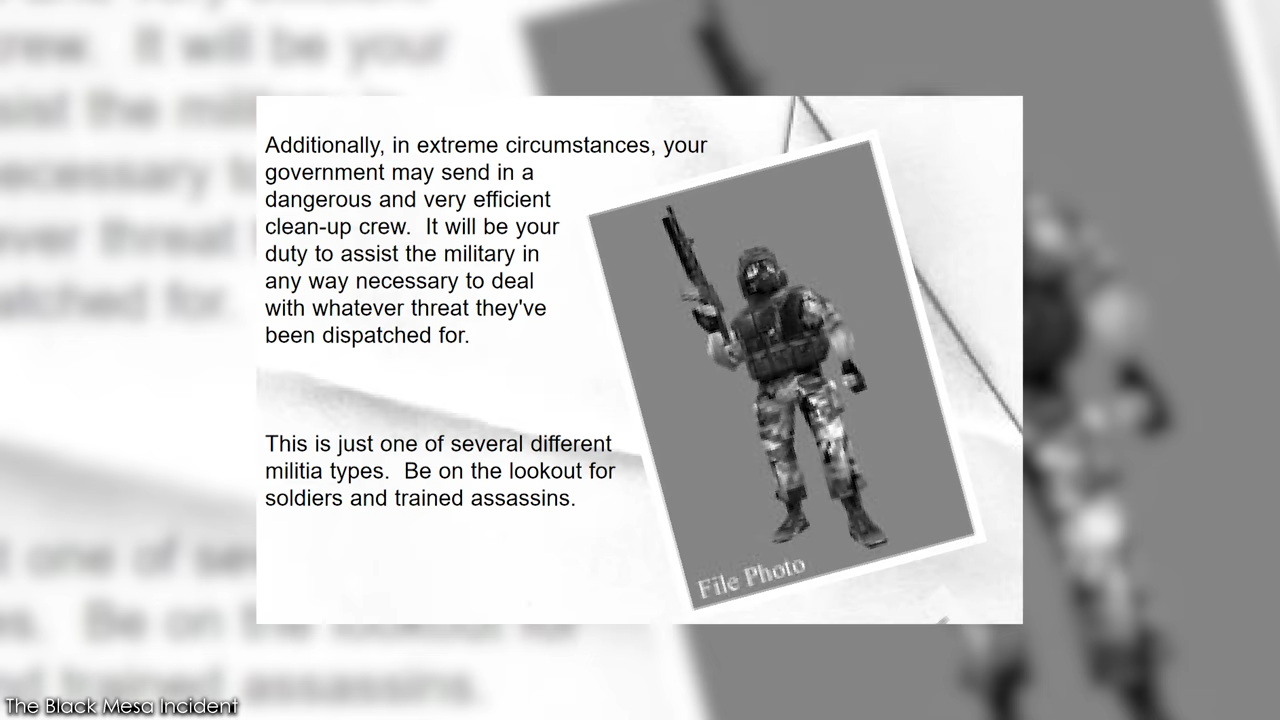 Additionally, in extreme circumstances, your
government may send in a
dangerous and very efficient
clean-up crew.  It will be your
duty to assist the military in
any way necessary to deal
with whatever threat they've
been dispatched for.
This is just one of several different
militia types.  Be on the lookout for
soldiers and trained assassins.
File Photo
The Black Mesa Incident